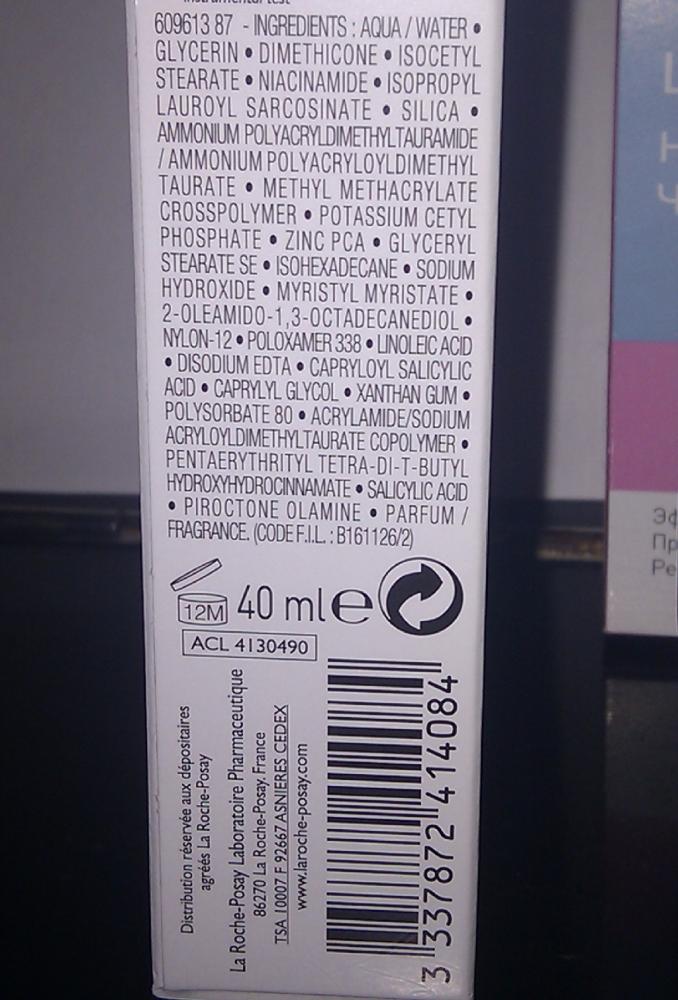 instrumental test
609613 87 - INGREDIENTS : AQUA / WATER •
GLYCERIN • DIMETHICONE • ISOCETYL
STEARATE • NIACINAMIDE • ISOPROPYL
LAUROYL SARCOSINATE • SILICA •
AMMONIUM POLYACRYLDIMETHYLTAURAMIDE
/ AMMONIUM POLYACRYLOYLDIMETHYL
TAURATE • METHYL METHACRYLATE
CROSSPOLYMER • POTASSIUM CETYL
PHOSPHATE • ZINC PCA • GLYCERYL
STEARATE SE • ISOHEXADECANE • SODIUM
HYDROXIDE • MYRISTYL MYRISTATE •
2-OLEAMIDO-1,3-OCTADECANEDIOL •
NYLON-12 • POLOXAMER 338 • LINOLEIC ACID
• DISODIUM EDTA • CAPRYLOYL SALICYLIC
ACID • CAPRYLYL GLYCOL • XANTHAN GUM •
POLYSORBATE 80 • ACRYLAMIDE/SODIUM
ACRYLOYLDIMETHYLTAURATE COPOLYMER •
PENTAERYTHRITYL TETRA-DI-T-BUTYL
HYDROXYHYDROCINNAMATE • SALICYLIC ACID
• PIROCTONE OLAMINE • PARFUM /
FRAGRANCE. (CODE F.I.L. : B161126/2)
12M 40 ml e
ACL 4130490
Distribution réservée aux dépositaires
agréés La Roche-Posay
La Roche-Posay Laboratoire Pharmaceutique
86270 La Roche-Posay, France
TSA 10007 F 92667 ASNIERES CEDEX
www.laroche-posay.com
3 337872 414084
Эф
Пр
Ре